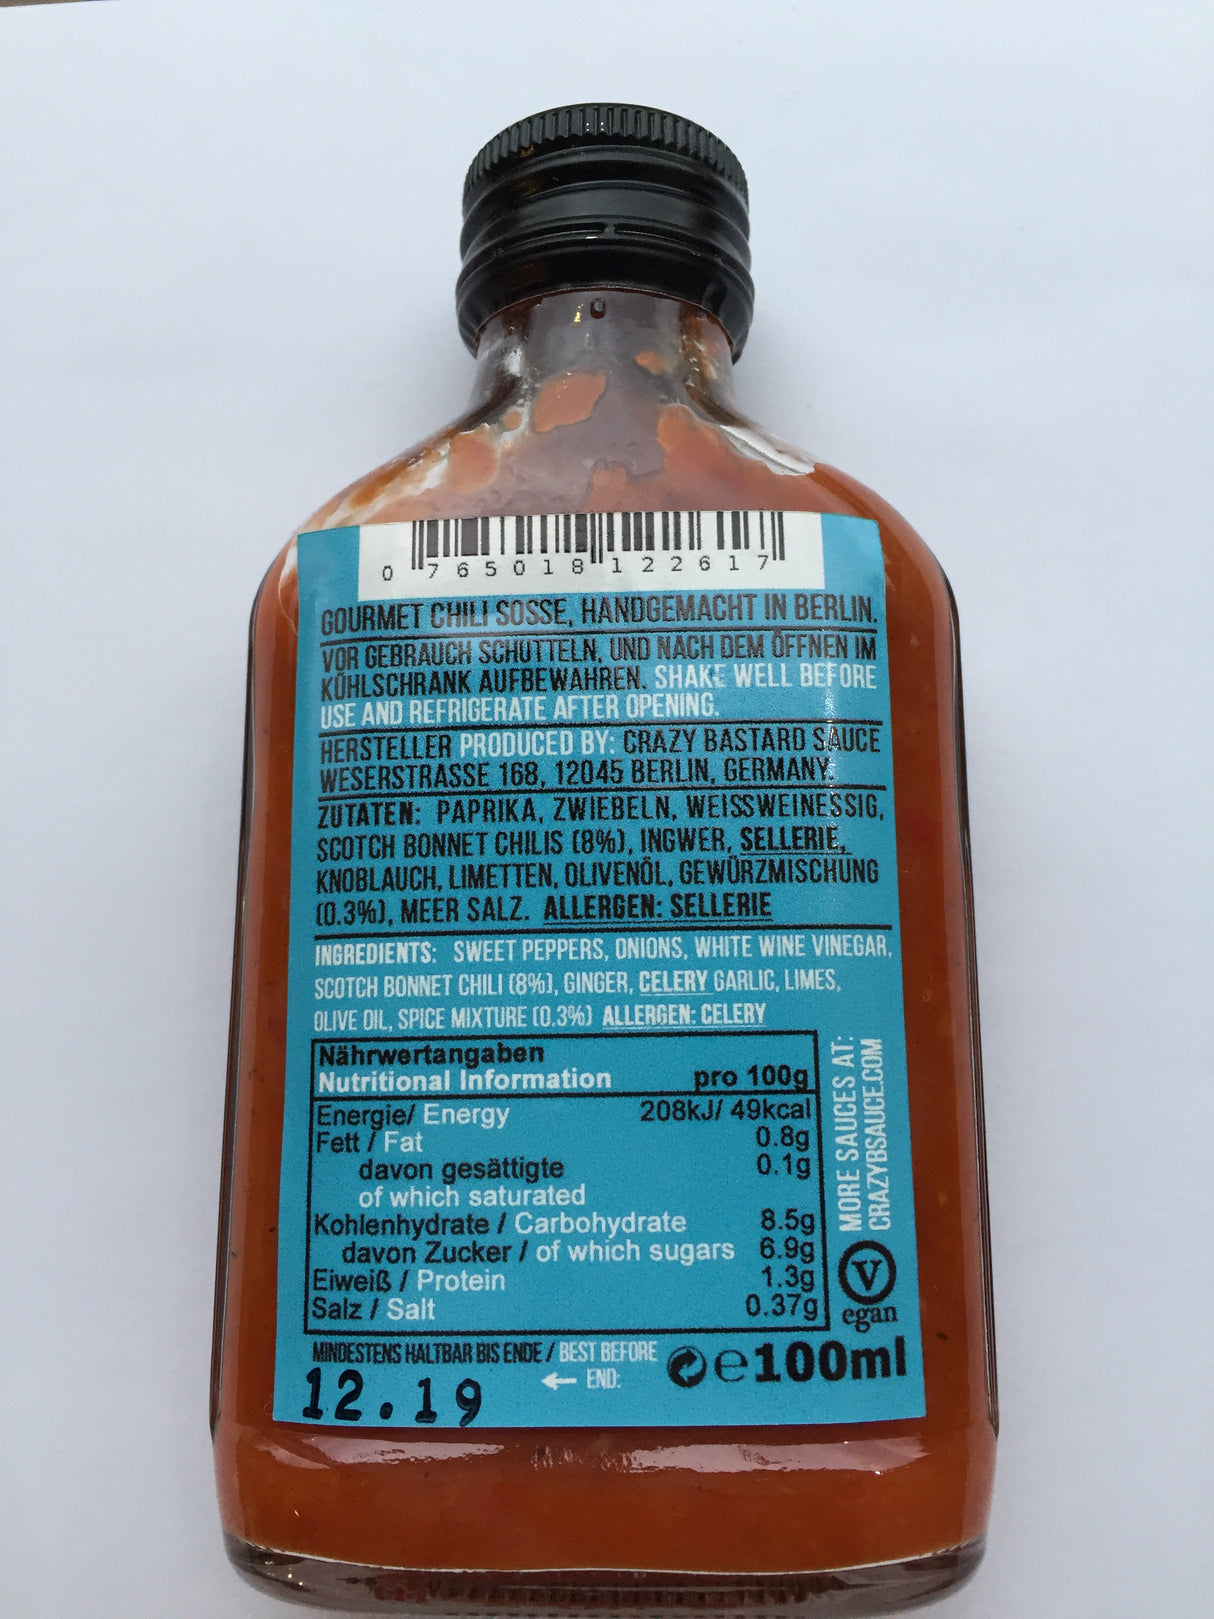 0 765018 122617
GOURMET CHILI SOSSE, HANDGEMACHT IN BERLIN.
VOR GEBRAUCH SCHÜTTELN, UND NACH DEM ÖFFNEN IM
KÜHLSCHRANK AUFBEWAHREN. SHAKE WELL BEFORE
USE AND REFRIGERATE AFTER OPENING.
HERSTELLER PRODUCED BY: CRAZY BASTARD SAUCE
WESERSTRASSE 168, 12045 BERLIN, GERMANY.
ZUTATEN: PAPRIKA, ZWIEBELN, WEISSWEINESSIG,
SCOTCH BONNET CHILIS (8%), INGWER, SELLERIE,
KNOBLAUCH, LIMETTEN, OLIVENÖL, GEWÜRZMISCHUNG
(0.3%), MEER SALZ. ALLERGEN: SELLERIE
INGREDIENTS: SWEET PEPPERS, ONIONS, WHITE WINE VINEGAR,
SCOTCH BONNET CHILI (8%), GINGER, CELERY GARLIC, LIMES,
OLIVE OIL, SPICE MIXTURE (0.3%) ALLERGEN: CELERY
Nährwertangaben
Nutritional Information pro 100g
Energie/ Energy 208kJ/ 49kcal
Fett / Fat 0.8g
davon gesättigte 0.1g
of which saturated
Kohlenhydrate / Carbohydrate 8.5g
davon Zucker / of which sugars 6.9g
Eiweiß / Protein 1.3g
Salz / Salt 0.37g
MORE SAUCES AT:
CRAZYBSAUCE.COM
V
egan
MINDESTENS HALTBAR BIS ENDE / BEST BEFORE
← END:
12.19
e100ml